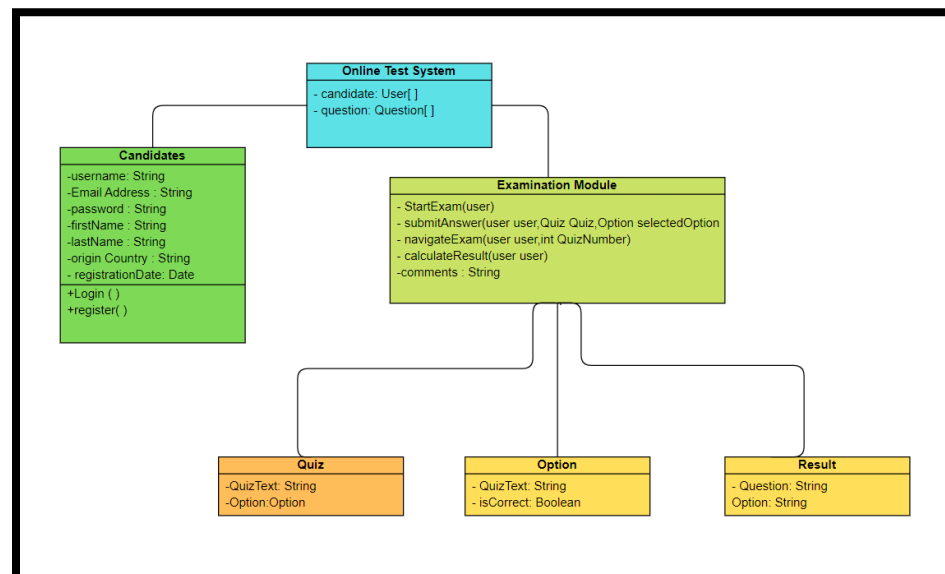 Online Test System
- candidate: User[ ]
- question: Question[ ]
Candidates
-username: String
-Email Address : String
-password : String
-firstName : String
-lastName : String
-origin Country : String
- registrationDate: Date
+Login ( )
+register( )
Examination Module
- StartExam(user)
- submitAnswer(user user,Quiz Quiz,Option selectedOption
- navigateExam(user user,int QuizNumber)
- calculateResult(user user)
-comments : String
Quiz
-QuizText: String
-Option:Option
Option
- QuizText: String
- isCorrect: Boolean
Result
- Question: String
Option: String